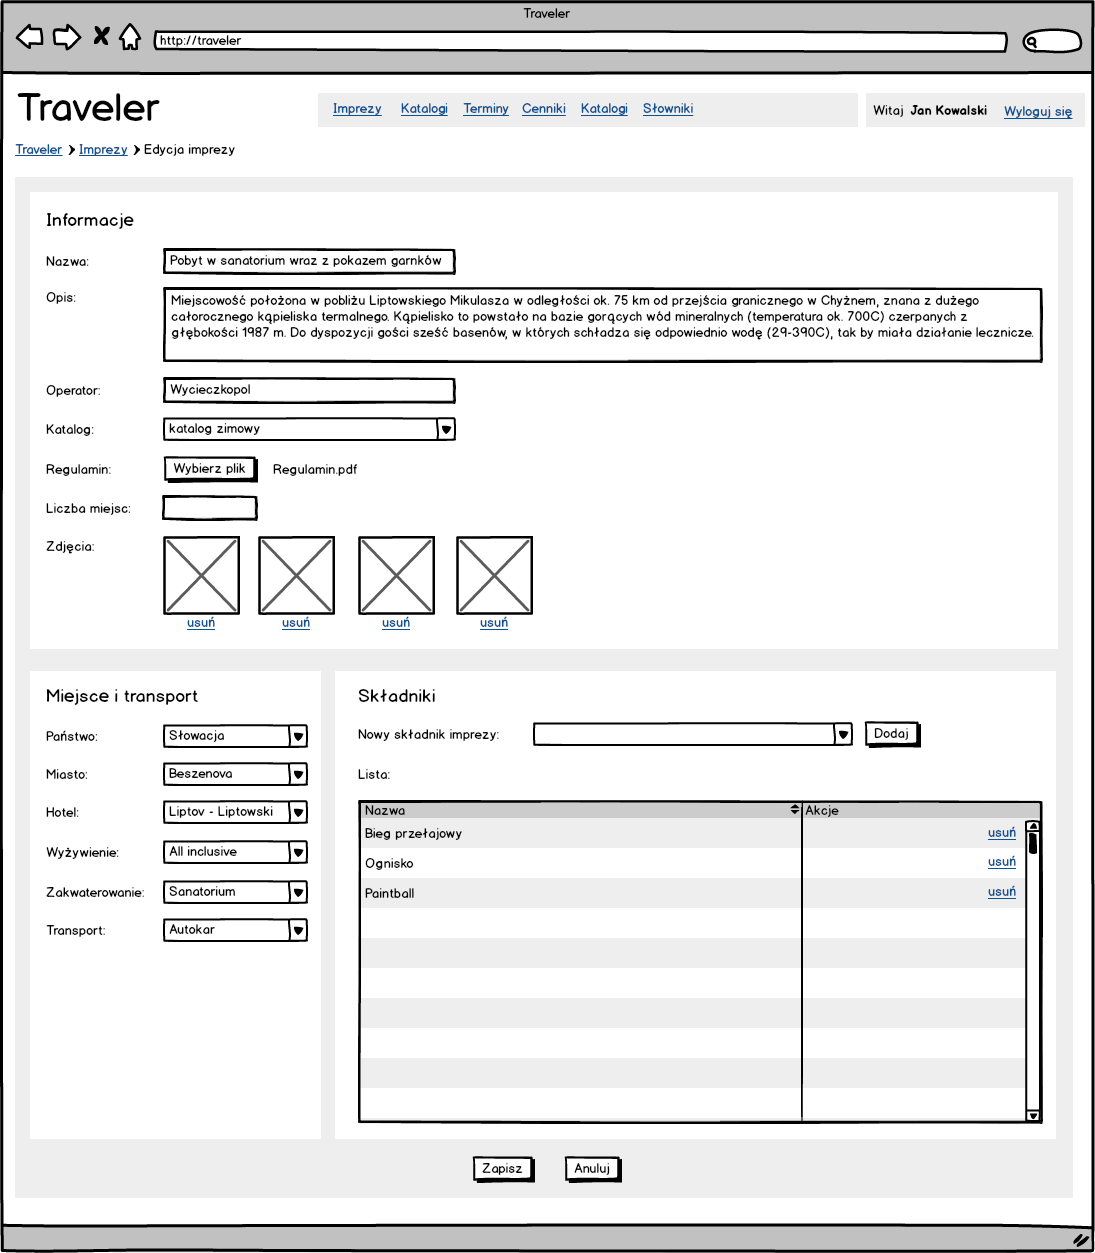 Traveler
http://traveler
Traveler
Imprezy Katalogi Terminy Cenniki Katalogi Słowniki
Witaj Jan Kowalski Wyloguj się
Traveler Imprezy Edycja imprezy
Informacje
Nazwa: Pobyt w sanatorium wraz z pokazem garnków
Opis: Miejscowość położona w pobliżu Liptowskiego Mikulasza w odległości ok. 75 km od przejścia granicznego w Chyżnem, znana z dużego
całorocznego kąpieliska termalnego. Kąpielisko to powstało na bazie gorących wód mineralnych (temperatura ok. 700C) czerpanych z
głębokości 1987 m. Do dyspozycji gości sześć basenów, w których schładza się odpowiednio wodę (29-390C), tak by miała działanie lecznicze.
Operator: Wycieczkopol
Katalog: katalog zimowy
Regulamin: Wybierz plik Regulamin.pdf
Liczba miejsc:
Zdjęcia:
usuń usuń usuń usuń
Miejsce i transport
Państwo: Słowacja
Miasto: Beszenova
Hotel: Liptov - Liptowski
Wyżywienie: All inclusive
Zakwaterowanie: Sanatorium
Transport: Autokar
Składniki
Nowy składnik imprezy: Dodaj
Lista:
Nazwa Akcje
Bieg przełajowy usuń
Ognisko usuń
Paintball usuń
Zapisz Anuluj